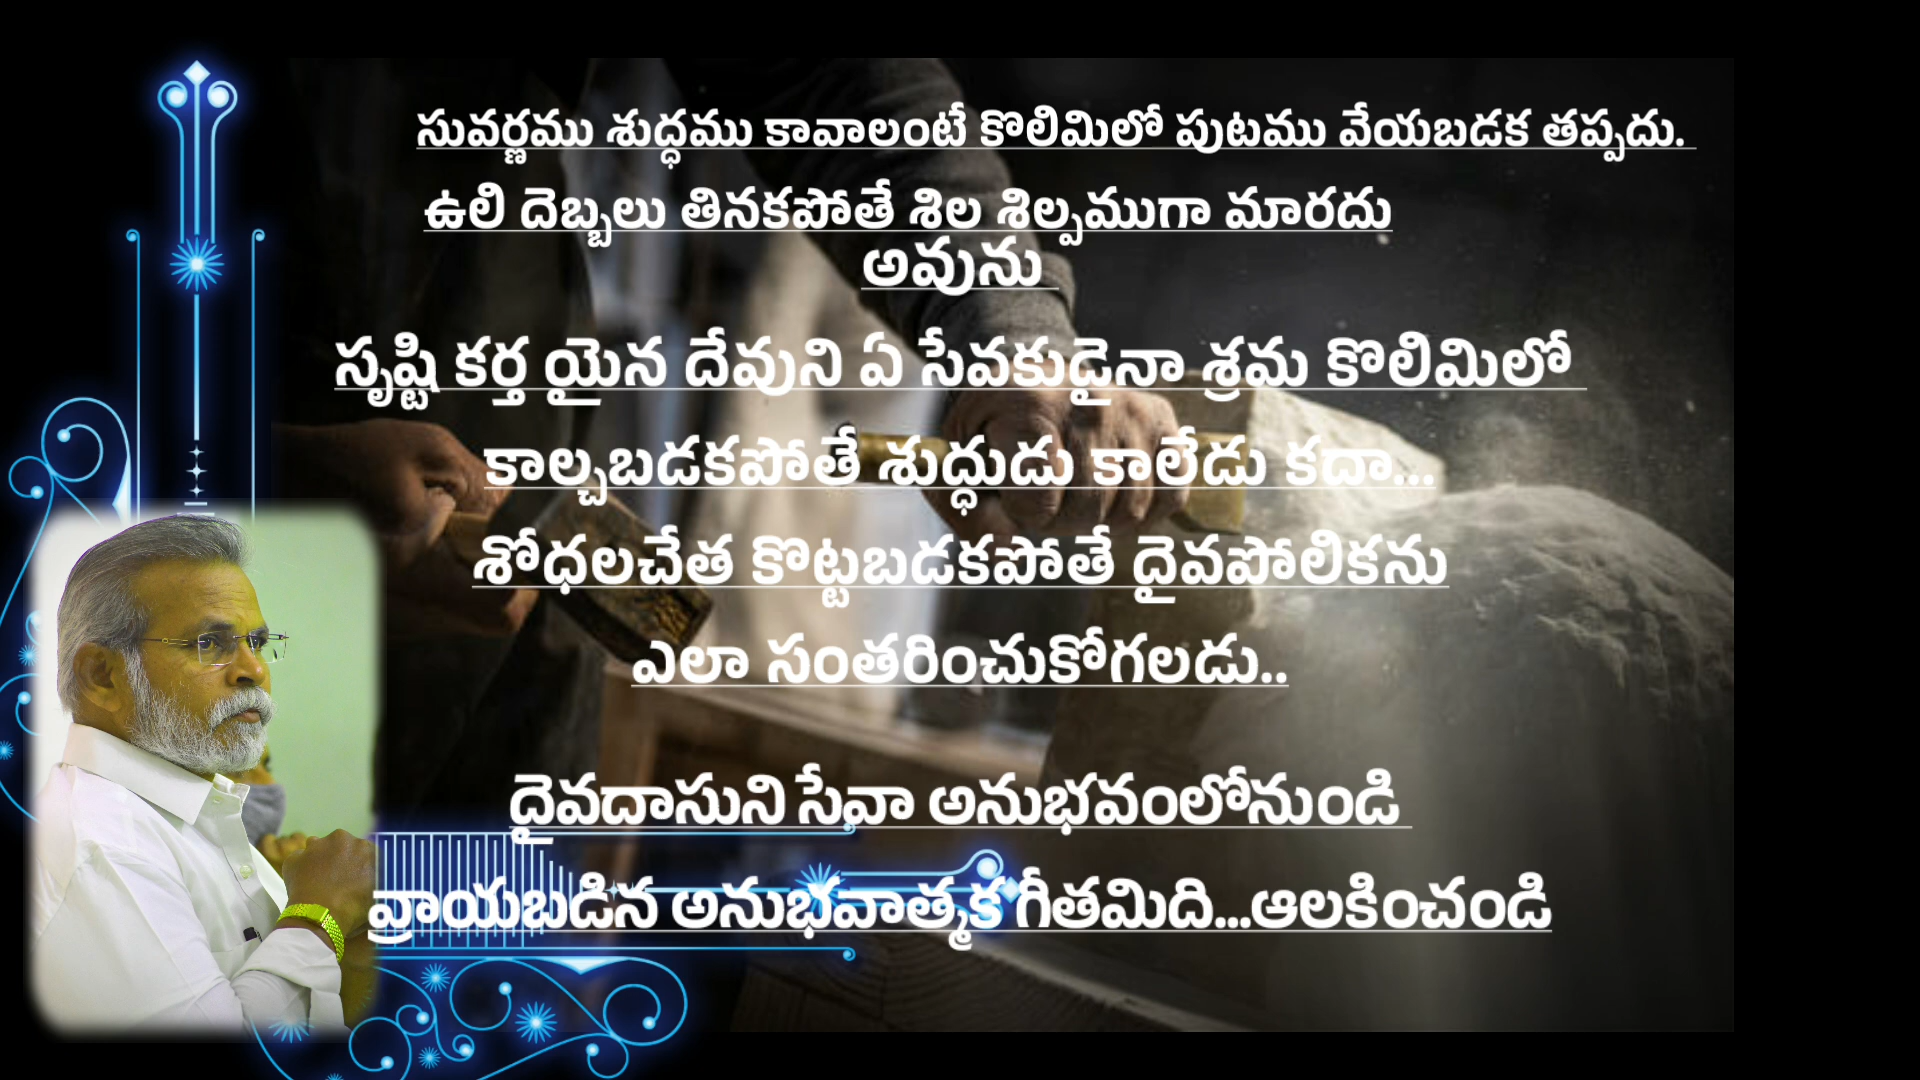 సువర్ణము శుద్ధము కావాలంటే కొలిమిలో పుటము వేయబడక తప్పదు.
ఉలి దెబ్బలు తినకపోతే శిల శిల్పముగా మారదు
అవును
సృష్టి కర్త యైన దేవుని ఏ సేవకుడైనా శ్రమ కొలిమిలో
కాల్చబడకపోతే శుద్ధుడు కాలేడు కదా...
శోధలచేత కొట్టబడకపోతే దైవపోలికను
ఎలా సంతరించుకోగలడు..
దైవదాసుని సేవా అనుభవంలోనుండి
వ్రాయబడిన అనుభవాత్మక గీతమిది...ఆలకించండి